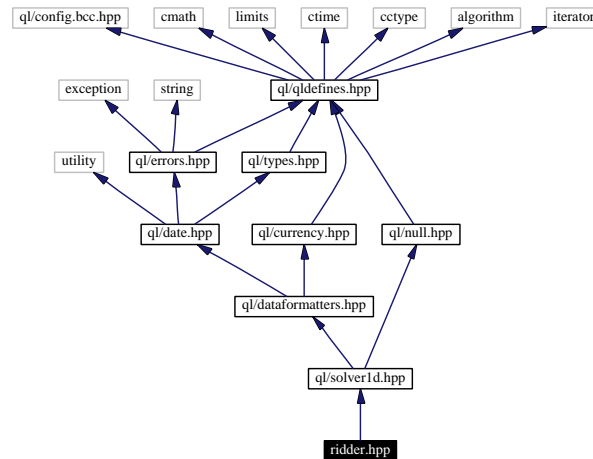 ql/config.bcc.hpp cmath limits ctime cctype algorithm iterator
exception string ql/qldefines.hpp
utility ql/errors.hpp ql/types.hpp
ql/date.hpp ql/currency.hpp ql/null.hpp
ql/dataformatters.hpp
ql/solver1d.hpp
ridder.hpp